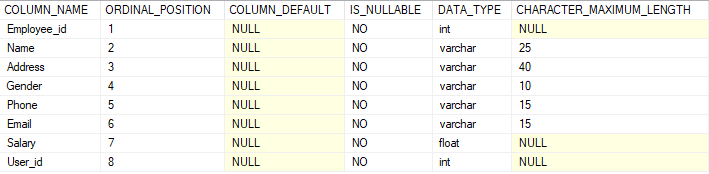 COLUMN_NAME ORDINAL_POSITION COLUMN_DEFAULT IS_NULLABLE DATA_TYPE CHARACTER_MAXIMUM_LENGTH
Employee_id 1 NULL NO int NULL
Name 2 NULL NO varchar 25
Address 3 NULL NO varchar 40
Gender 4 NULL NO varchar 10
Phone 5 NULL NO varchar 15
Email 6 NULL NO varchar 15
Salary 7 NULL NO float NULL
User_id 8 NULL NO int NULL